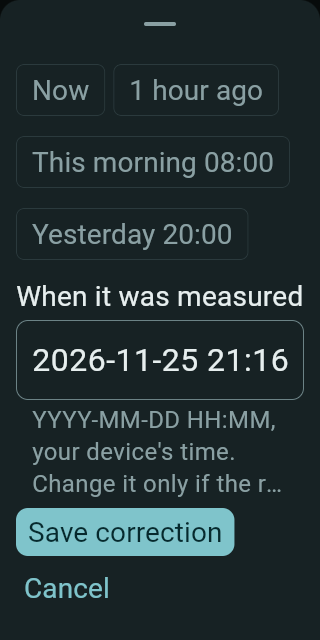 Now
1 hour ago
This morning 08:00
Yesterday 20:00
When it was measured
2026-11-25 21:16
YYYY-MM-DD HH:MM,
your device's time.
Change it only if the r…
Save correction
Cancel